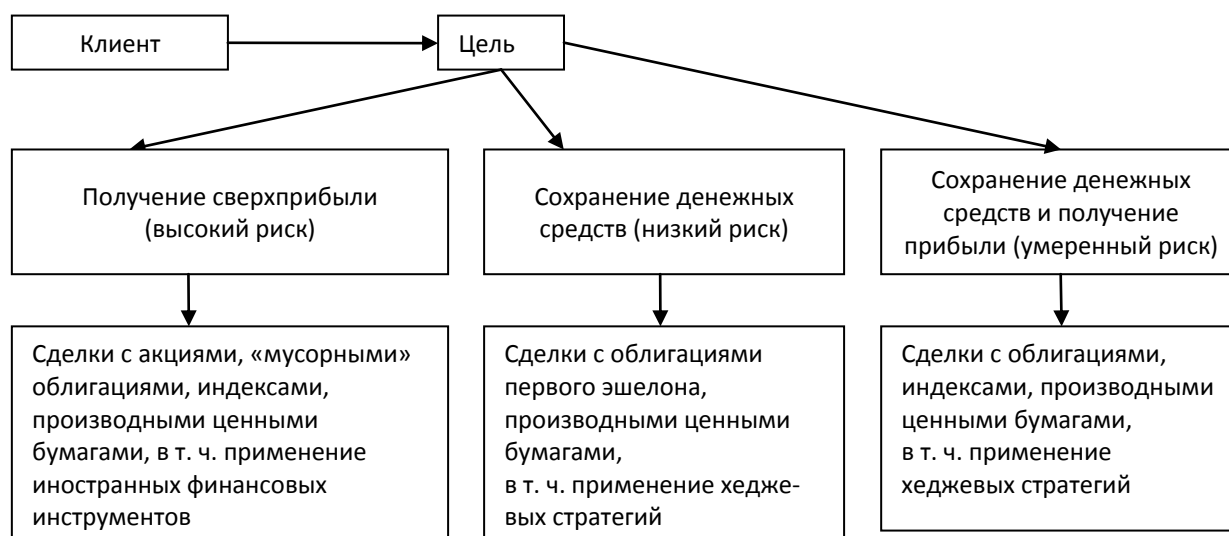 Клиент
Цель
Получение сверхприбыли
(высокий риск)
Сохранение денежных
средств (низкий риск)
Сохранение денежных
средств и получение
прибыли (умеренный риск)
Сделки с акциями, «мусорными»
облигациями, индексами,
производными ценными
бумагами, в т. ч. применение
иностранных финансовых
инструментов
Сделки с облигациями
первого эшелона,
производными ценными
бумагами,
в т. ч. применение хедже-
вых стратегий
Сделки с облигациями,
индексами, производными
ценными бумагами,
в т. ч. применение
хеджевых стратегий